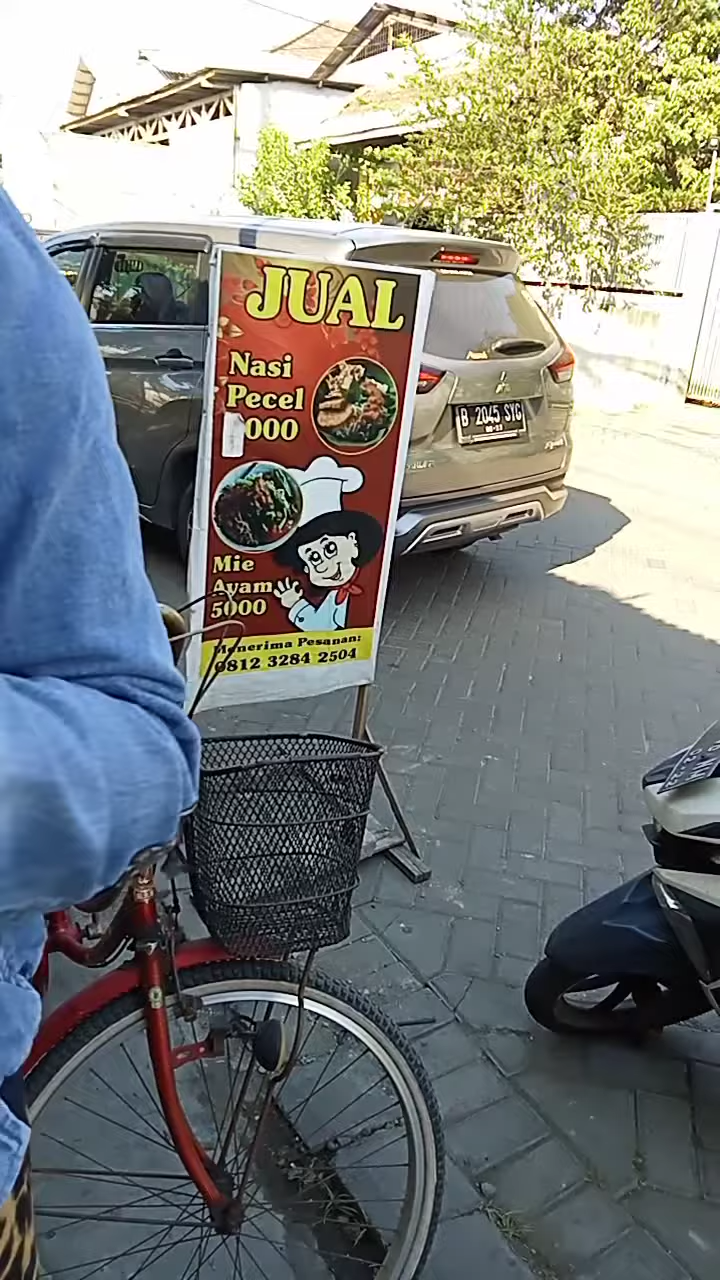 JUAL
Nasi
Pecel
000
Mie
Ayam
5000
Menerima Pesanan:
0812 3284 2504
B 2045 SYG